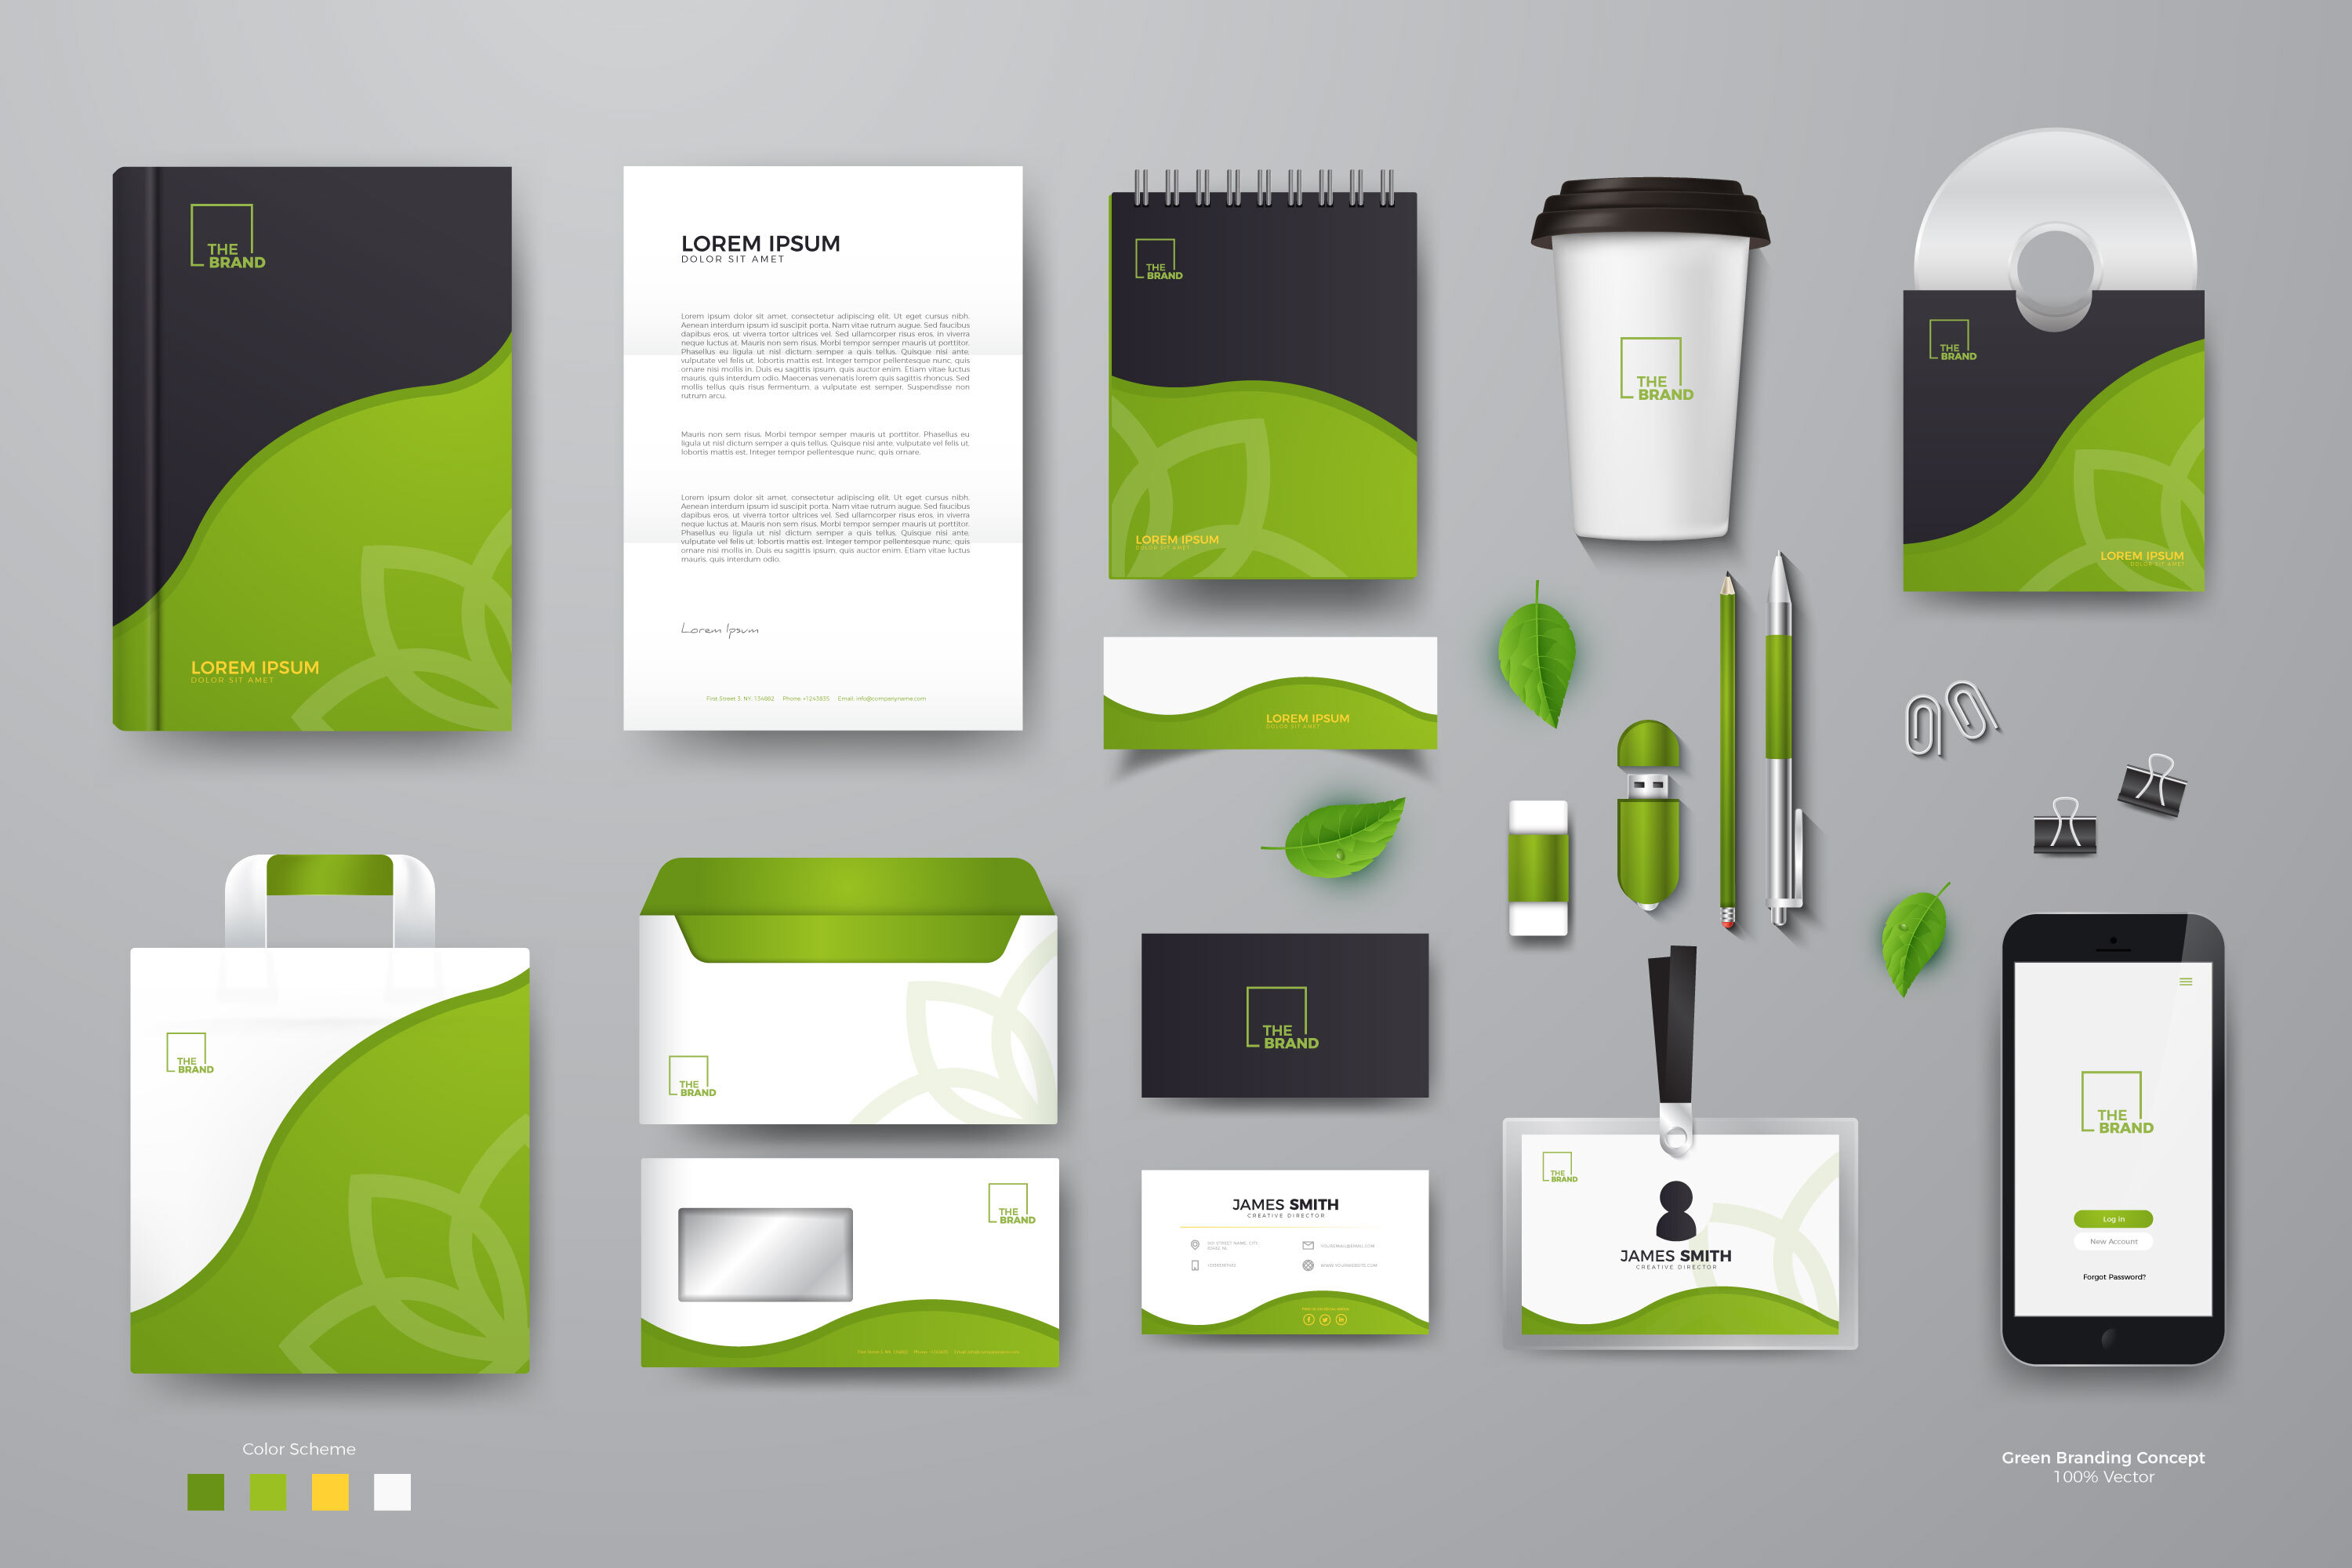 THE
BRAND
LOREM IPSUM
DOLOR SIT AMET
LOREM IPSUM
DOLOR SIT AMET
Lorem ipsum dolor sit amet, consectetur adipiscing elit. Ut eget cursus nibh.
Aenean interdum ipsum id suscipit porta. Nam vitae rutrum augue. Sed faucibus
dapibus eros, ut viverra tortor ultrices vel. Sed ullamcorper risus eros, in viverra
neque luctus at. Mauris non sem risus. Morbi tempor semper mauris ut porttitor.
Phasellus eu ligula ut nisl dictum semper a quis tellus. Quisque nisi ante,
vulputate vel felis ut, lobortis mattis est. Integer tempor pellentesque nunc, quis
ornare nisi mollis in. Duis eu sagittis ipsum, quis auctor enim. Etiam vitae luctus
mauris, quis interdum odio. Maecenas venenatis lorem quis sagittis rhoncus. Sed
mollis tellus quis risus fermentum, a vulputate est semper. Suspendisse non
rutrum arcu.
Mauris non sem risus. Morbi tempor semper mauris ut porttitor. Phasellus eu
ligula ut nisl dictum semper a quis tellus. Quisque nisi ante, vulputate vel felis ut,
lobortis mattis est. Integer tempor pellentesque nunc, quis ornare.
Lorem ipsum dolor sit amet, consectetur adipiscing elit. Ut eget cursus nibh.
Aenean interdum ipsum id suscipit porta. Nam vitae rutrum augue. Sed faucibus
dapibus eros, ut viverra tortor ultrices vel. Sed ullamcorper risus eros, in viverra
neque luctus at. Mauris non sem risus. Morbi tempor semper mauris ut porttitor.
Phasellus eu ligula ut nisl dictum semper a quis tellus. Quisque nisi ante,
vulputate vel felis ut, lobortis mattis est. Integer tempor pellentesque nunc, quis
ornare nisi mollis in. Duis eu sagittis ipsum, quis auctor enim. Etiam vitae luctus
mauris, quis interdum odio.
Lorem Ipsum
First Street 3, NY, 134682 Phone: +1243835 Email: info@companyname.com
THE
BRAND
LOREM IPSUM
DOLOR SIT AMET
THE
BRAND
THE
BRAND
LOREM IPSUM
DOLOR SIT AMET
LOREM IPSUM
DOLOR SIT AMET
THE
BRAND
THE
BRAND
THE
BRAND
THE
BRAND
JAMES SMITH
CREATIVE DIRECTOR
THE
BRAND
JAMES SMITH
CREATIVE DIRECTOR
THE
BRAND
Log In
New Account
Forgot Password?
Color Scheme
Green Branding Concept
100% Vector